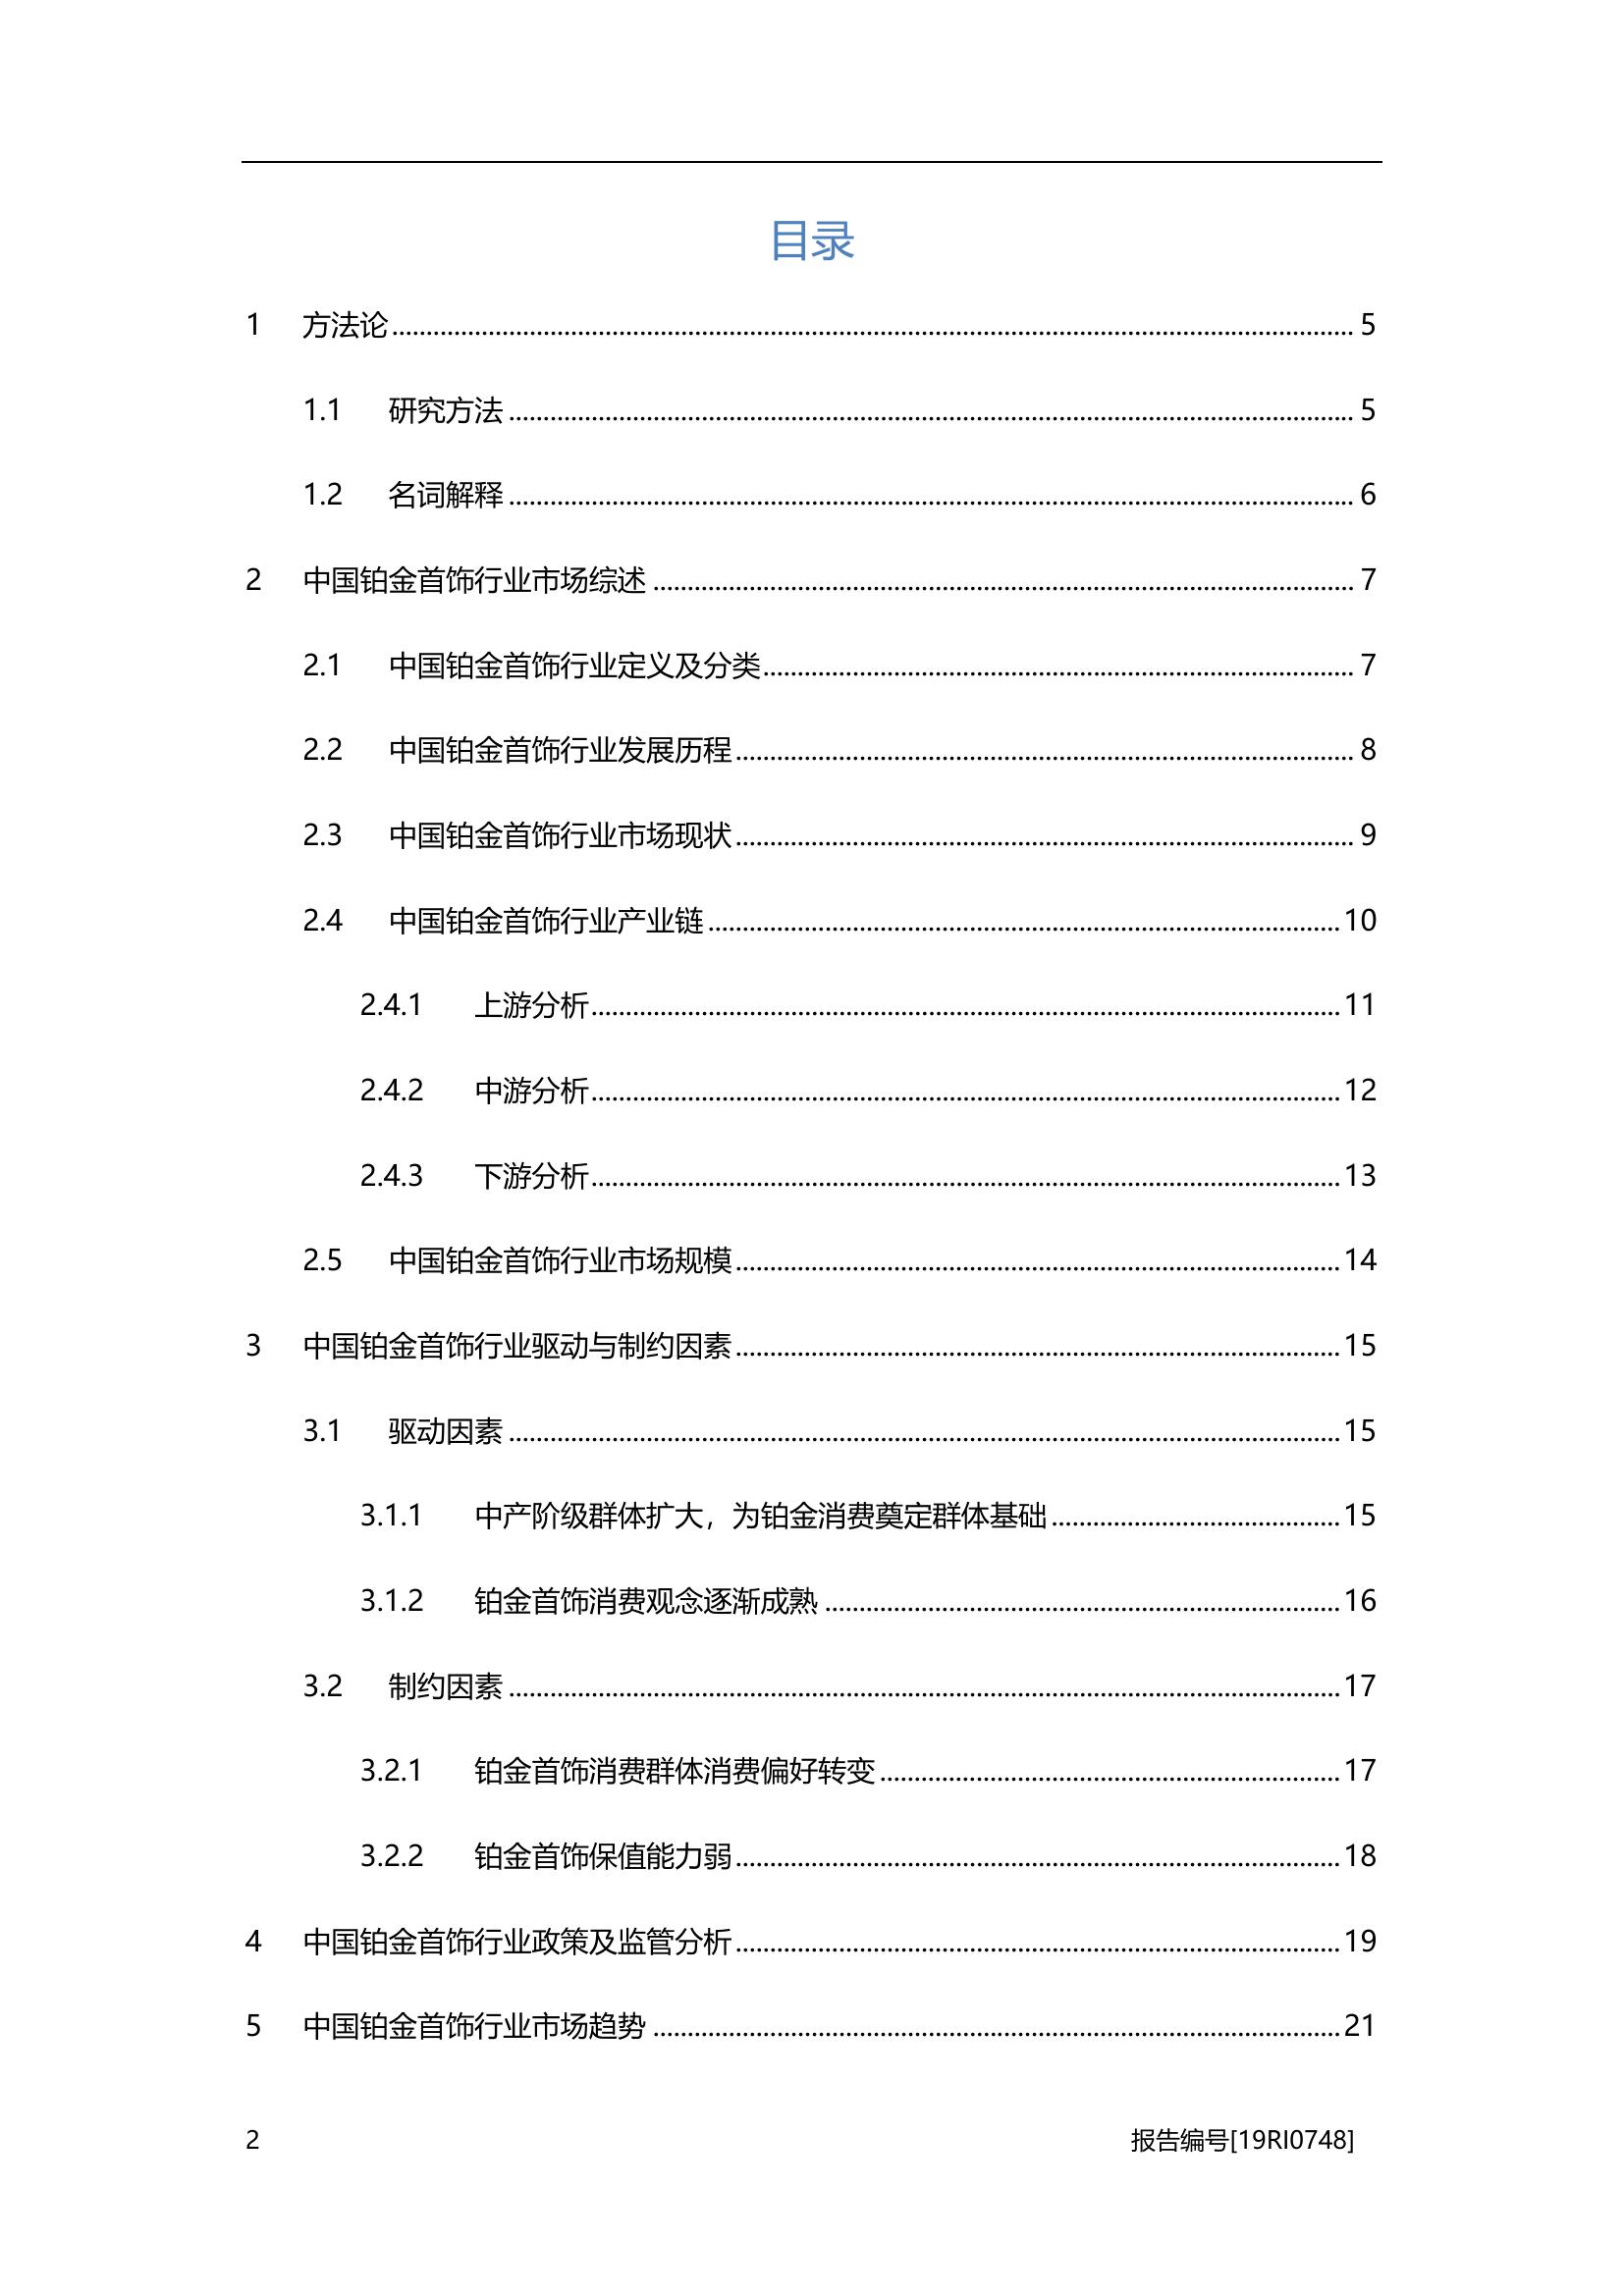 目录
1 方法论 5
1.1 研究方法 5
1.2 名词解释 6
2 中国铂金首饰行业市场综述 7
2.1 中国铂金首饰行业定义及分类 7
2.2 中国铂金首饰行业发展历程 8
2.3 中国铂金首饰行业市场现状 9
2.4 中国铂金首饰行业产业链 10
2.4.1 上游分析 11
2.4.2 中游分析 12
2.4.3 下游分析 13
2.5 中国铂金首饰行业市场规模 14
3 中国铂金首饰行业驱动与制约因素 15
3.1 驱动因素 15
3.1.1 中产阶级群体扩大，为铂金消费奠定群体基础 15
3.1.2 铂金首饰消费观念逐渐成熟 16
3.2 制约因素 17
3.2.1 铂金首饰消费群体消费偏好转变 17
3.2.2 铂金首饰保值能力弱 18
4 中国铂金首饰行业政策及监管分析 19
5 中国铂金首饰行业市场趋势 21
2 报告编号[19RI0748]